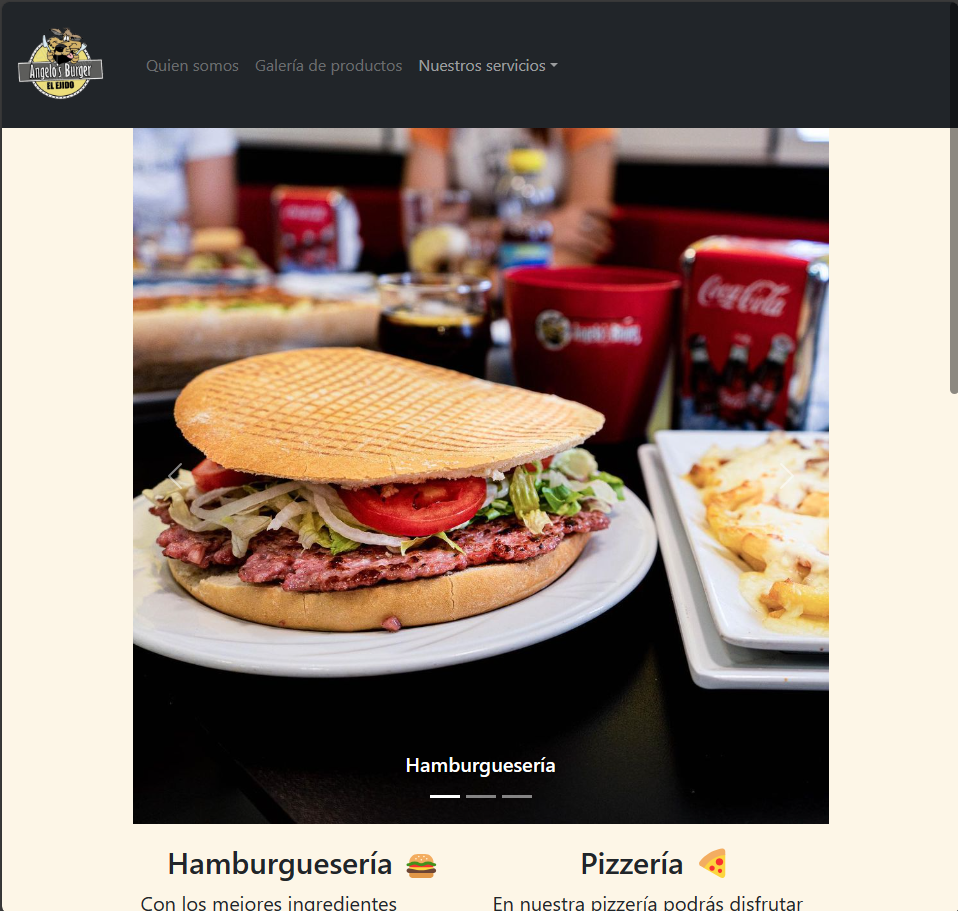 Angelo's Burger
EL EJIDO
Quien somos
Galería de productos
Nuestros servicios
Coca-Cola
Hamburguesería
Hamburguesería 🍔
Pizzería 🍕
Con los mejores ingredientes
En nuestra pizzería podrás disfrutar